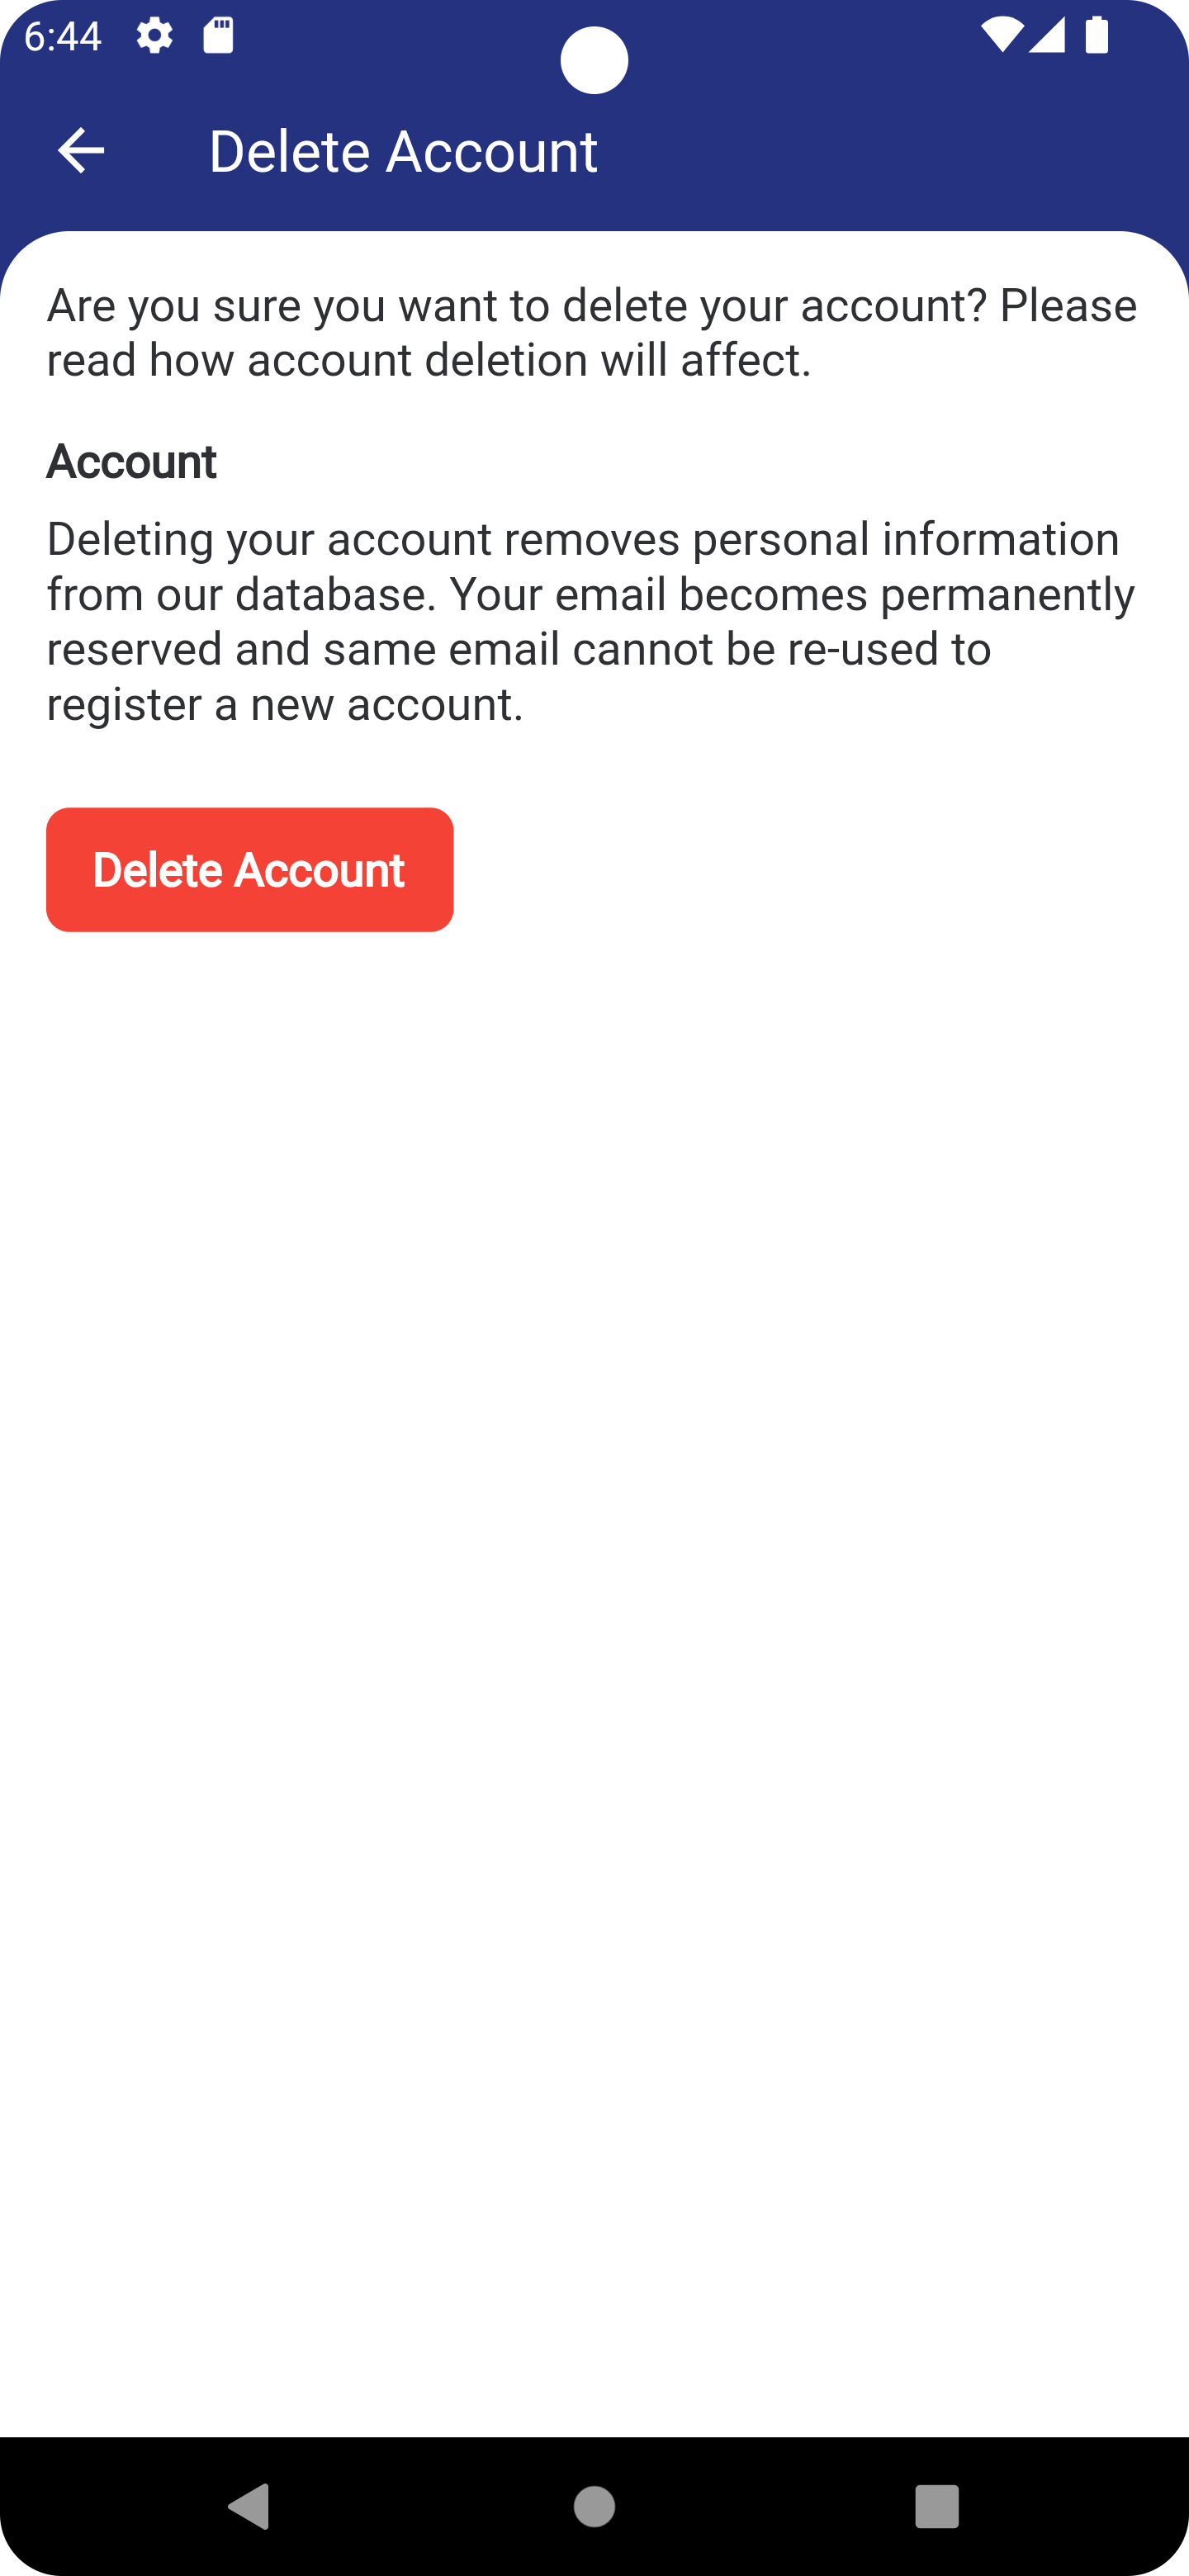 6:44
Delete Account
Are you sure you want to delete your account? Please
read how account deletion will affect.
Account
Deleting your account removes personal information
from our database. Your email becomes permanently
reserved and same email cannot be re-used to
register a new account.
Delete Account